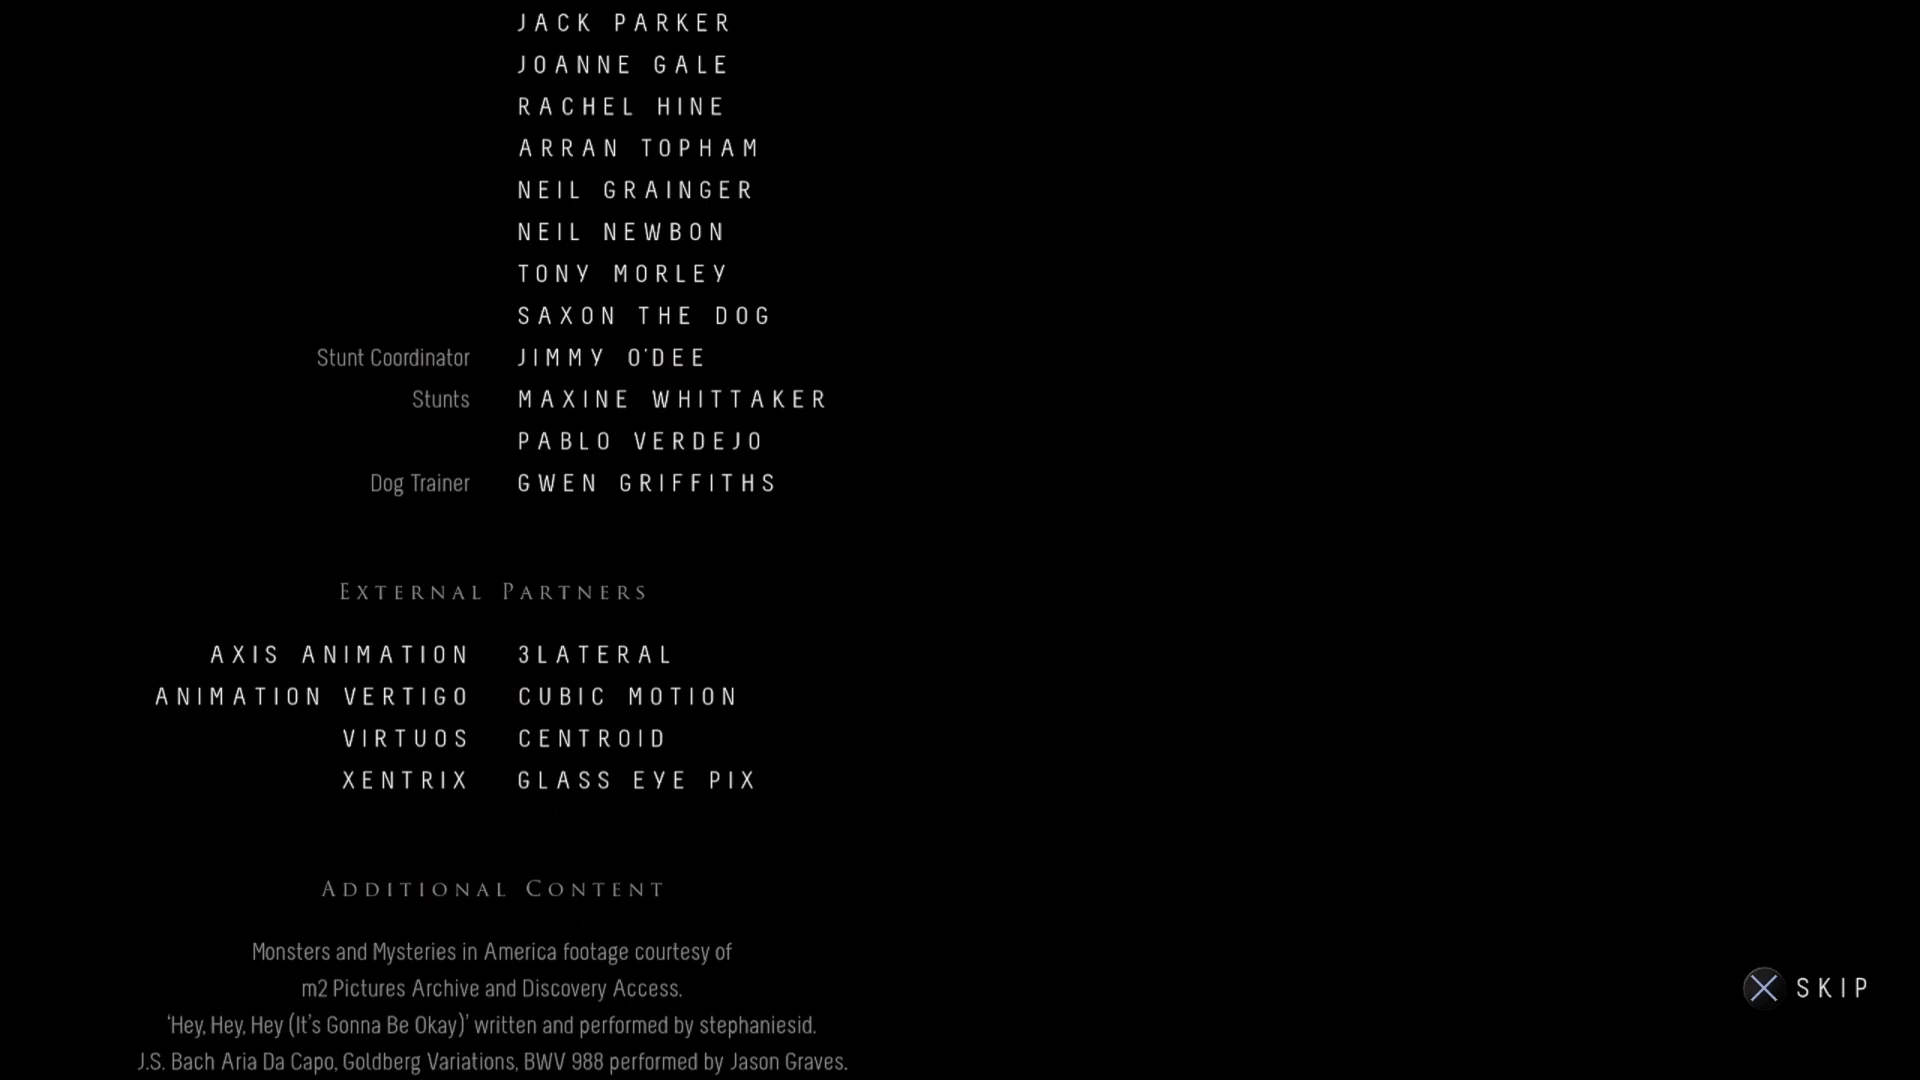 JACK PARKER
JOANNE GALE
RACHEL HINE
ARRAN TOPHAM
NEIL GRAINGER
NEIL NEWBON
TONY MORLEY
SAXON THE DOG
Stunt Coordinator JIMMY O'DEE
Stunts MAXINE WHITTAKER
PABLO VERDEJO
Dog Trainer GWEN GRIFFITHS
EXTERNAL PARTNERS
AXIS ANIMATION 3LATERAL
ANIMATION VERTIGO CUBIC MOTION
VIRTUOS CENTROID
XENTRIX GLASS EYE PIX
ADDITIONAL CONTENT
Monsters and Mysteries in America footage courtesy of
m2 Pictures Archive and Discovery Access.
'Hey, Hey, Hey (It's Gonna Be Okay)' written and performed by stephaniesid.
SKIP
J.S. Bach Aria Da Capo, Goldberg Variations, BWV 988 performed by Jason Graves.